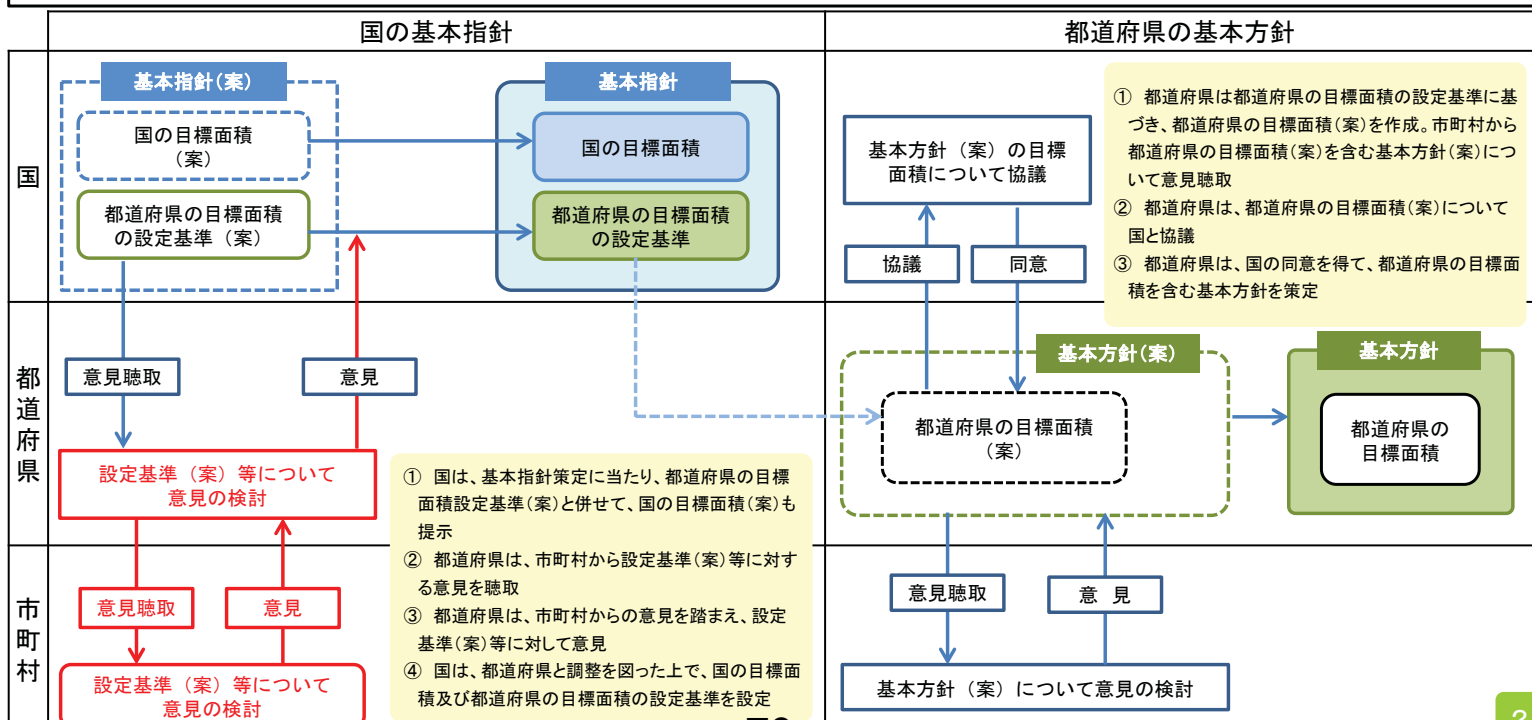 国の基本指針
都道府県の基本方針
国
基本指針(案)
国の目標面積
(案)
都道府県の目標面積
の設定基準(案)
基本指針
国の目標面積
都道府県の目標面積
の設定基準
基本方針(案)の目標
面積について協議
協議
同意
① 都道府県は都道府県の目標面積の設定基準に基
づき、都道府県の目標面積(案)を作成。市町村から
都道府県の目標面積(案)を含む基本方針(案)につ
いて意見聴取
② 都道府県は、都道府県の目標面積(案)について
国と協議
③ 都道府県は、国の同意を得て、都道府県の目標面
積を含む基本方針を策定
都道府県
意見聴取
意見
設定基準(案)等について
意見の検討
基本方針(案)
都道府県の目標面積
(案)
基本方針
都道府県の
目標面積
① 国は、基本指針策定に当たり、都道府県の目標
面積設定基準(案)と併せて、国の目標面積(案)も
提示
② 都道府県は、市町村から設定基準(案)等に対す
る意見を聴取
③ 都道府県は、市町村からの意見を踏まえ、設定
基準(案)等に対して意見
④ 国は、都道府県と調整を図った上で、国の目標面
積及び都道府県の目標面積の設定基準を設定
市町村
意見聴取
意見
設定基準(案)等について
意見の検討
意見聴取
意 見
基本方針(案)について意見の検討